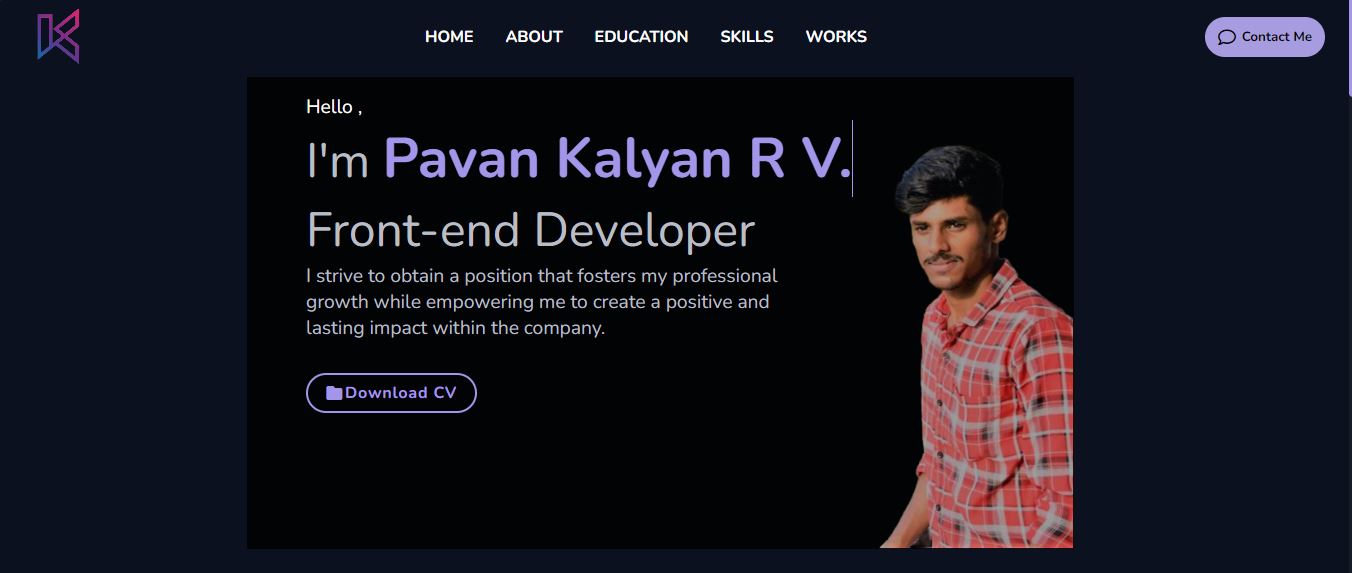 HOME ABOUT EDUCATION SKILLS WORKS Contact Me
Hello ,
I'm Pavan Kalyan R V.
Front-end Developer
I strive to obtain a position that fosters my professional
growth while empowering me to create a positive and
lasting impact within the company.
Download CV